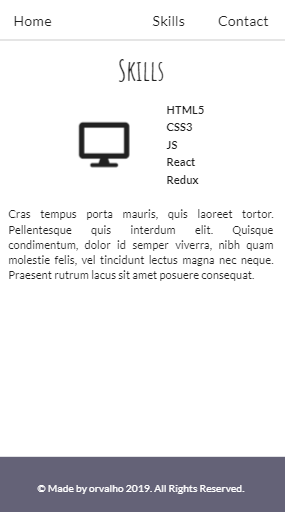 Home Skills Contact
Skills
HTML5
CSS3
JS
React
Redux
Cras tempus porta mauris, quis laoreet tortor.
Pellentesque quis interdum elit. Quisque
condimentum, dolor id semper viverra, nibh quam
molestie felis, vel tincidunt lectus magna nec neque.
Praesent rutrum lacus sit amet posuere consequat.
© Made by orvalho 2019. All Rights Reserved.